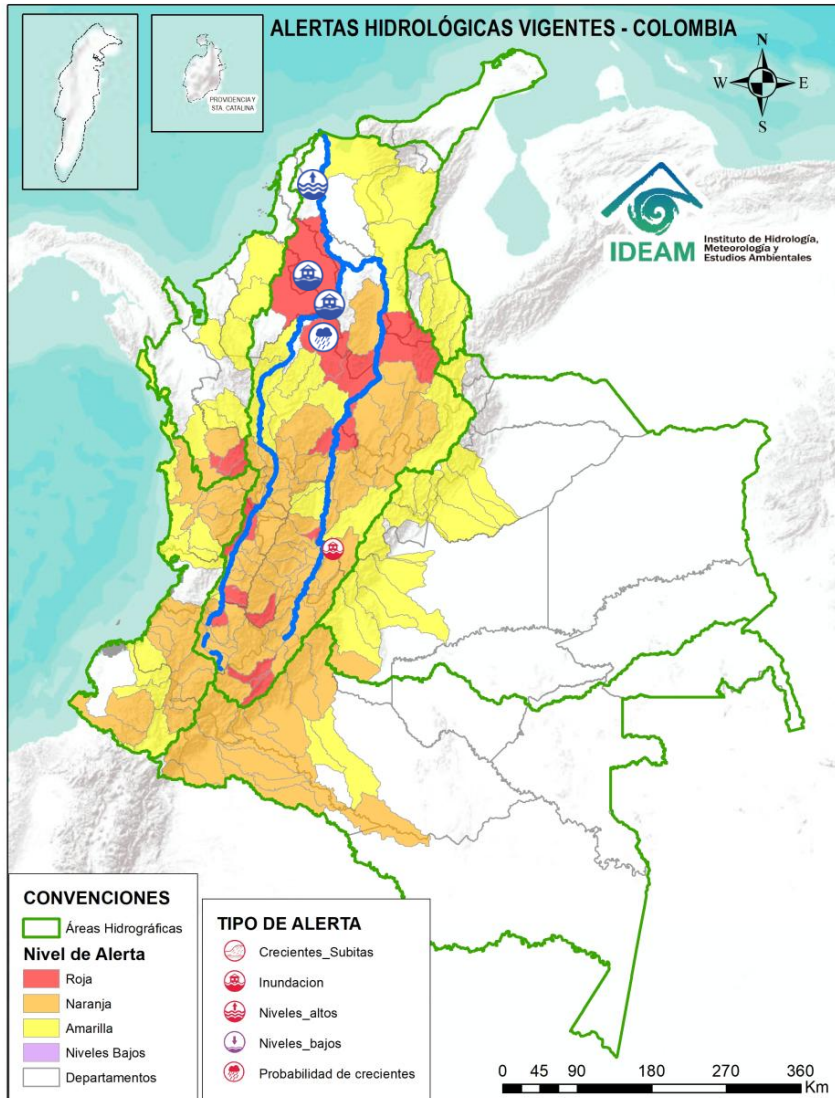 ALERTAS HIDROLÓGICAS VIGENTES - COLOMBIA
PROVIDENCIA Y
STA. CATALINA
N
W
E
S
IDEAM
Instituto de Hidrología,
Meteorología y
Estudios Ambientales
CONVENCIONES
Áreas Hidrográficas
Nivel de Alerta
Roja
Naranja
Amarilla
Niveles Bajos
Departamentos
TIPO DE ALERTA
Crecientes_Subitas
Inundacion
Niveles_altos
Niveles_bajos
Probabilidad de crecientes
0 45 90 180 270 360
Km